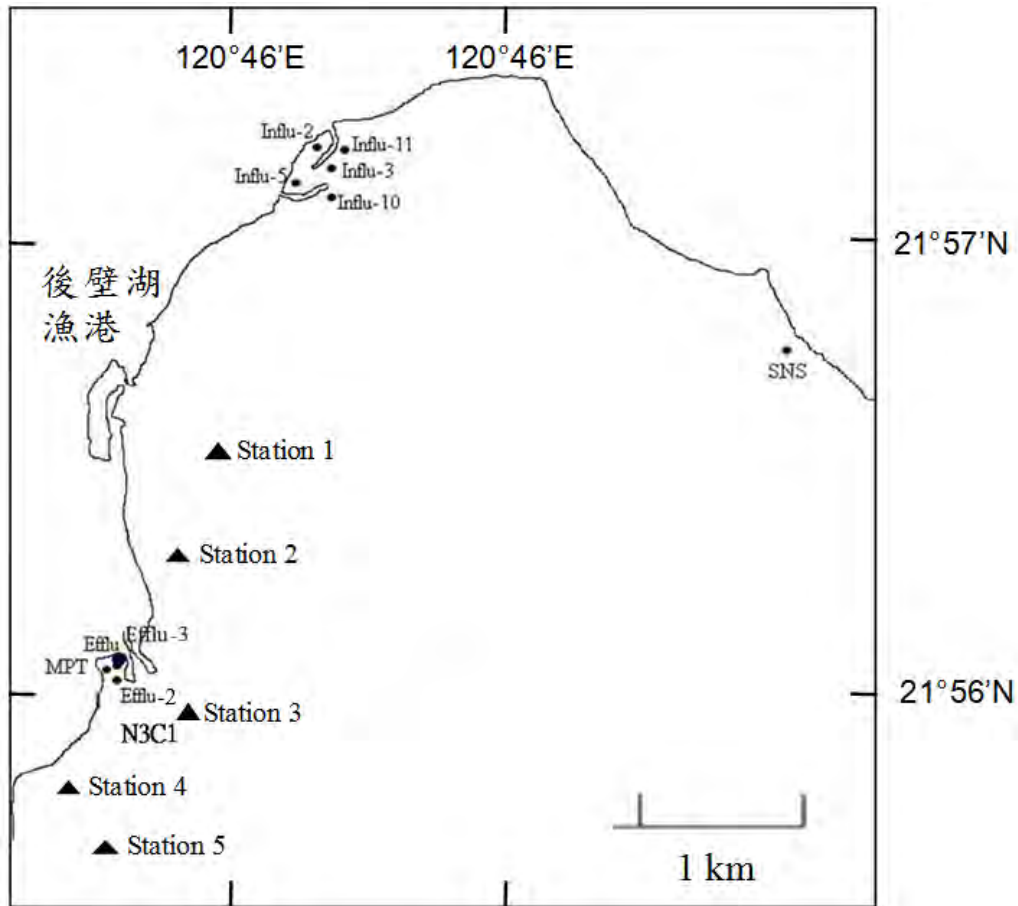 120°46'E
120°46'E
Influ-2
Influ-11
Influ-3
Influ-5
Influ-10
21°57'N
後壁湖
漁港
SNS
Station 1
Station 2
Efflu-3
Efflu
MPT
Efflu-2
21°56'N
Station 3
N3C1
Station 4
Station 5
1 km